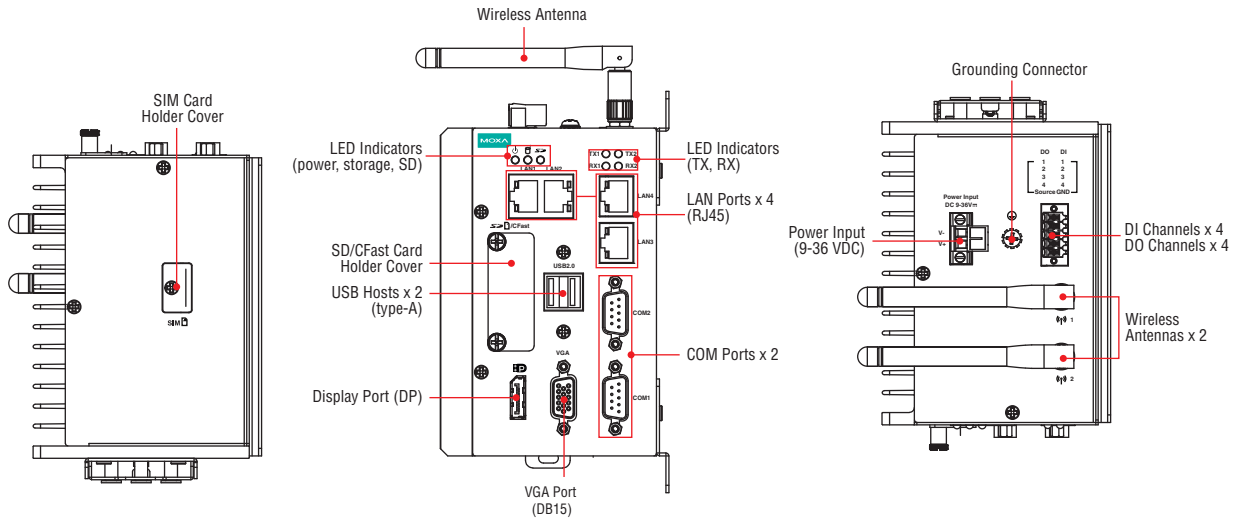 Wireless Antenna
SIM Card
Holder Cover
SIM
LED Indicators
(power, storage, SD)
MOXA
TX1
TX2
RX1
RX2
LED Indicators
(TX, RX)
LAN1
LAN2
LAN4
LAN Ports x 4
(RJ45)
LAN3
/CFast
SD/CFast Card
Holder Cover
USB2.0
USB Hosts x 2
(type-A)
COM2
COM Ports x 2
VGA
Display Port (DP)
COM1
VGA Port
(DB15)
Grounding Connector
DO DI
1 1
2 2
3 3
4 4
Source GND
Power Input
DC 9-36V
V-
V+
Power Input
(9-36 VDC)
DI Channels x 4
DO Channels x 4
1
Wireless
Antennas x 2
2